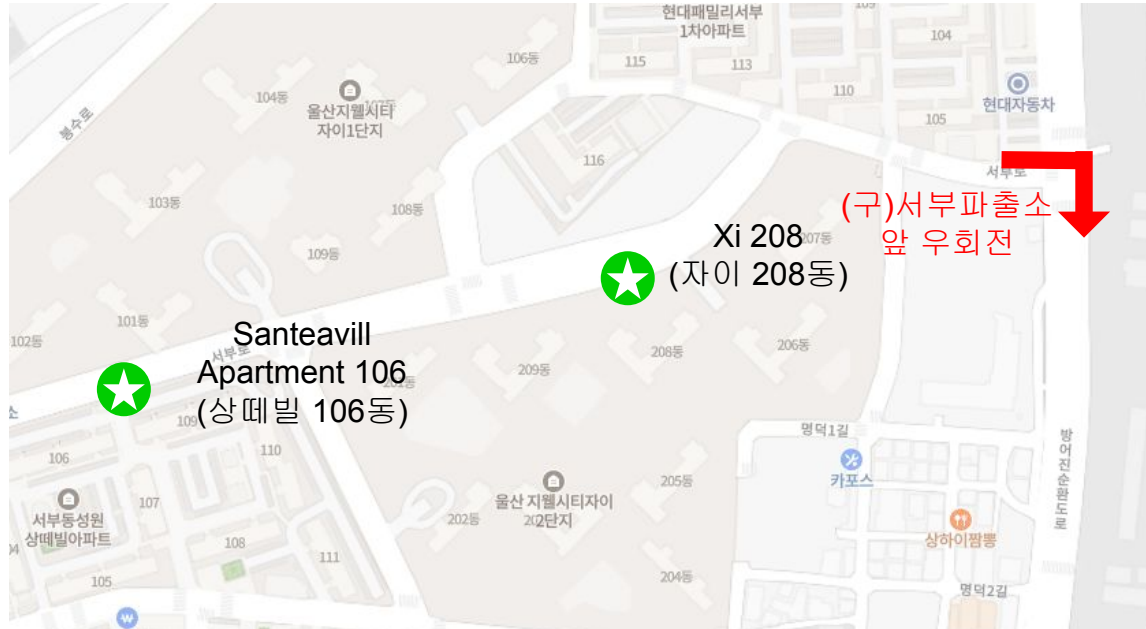 현대패밀리서부
1차아파트
109
104
115
113
106동
110
현대자동차
104동
울산지웰시티
자이1단지
105
봉수로
116
서부로
103동
108동
(구)서부파출소
앞 우회전
Xi 208
(자이 208동)
207동
109동
101동
102동
서부로
Santeavill
Apartment 106
(상떼빌 106동)
208동
206동
209동
201동
소
109
명덕1길
방어진순환도로
110
106
카포스
서부동성원
상떼빌아파트
107
울산 지웰시티자이
2단지
205동
202동
상하이짬뽕
108
111
105
204동
명덕2길